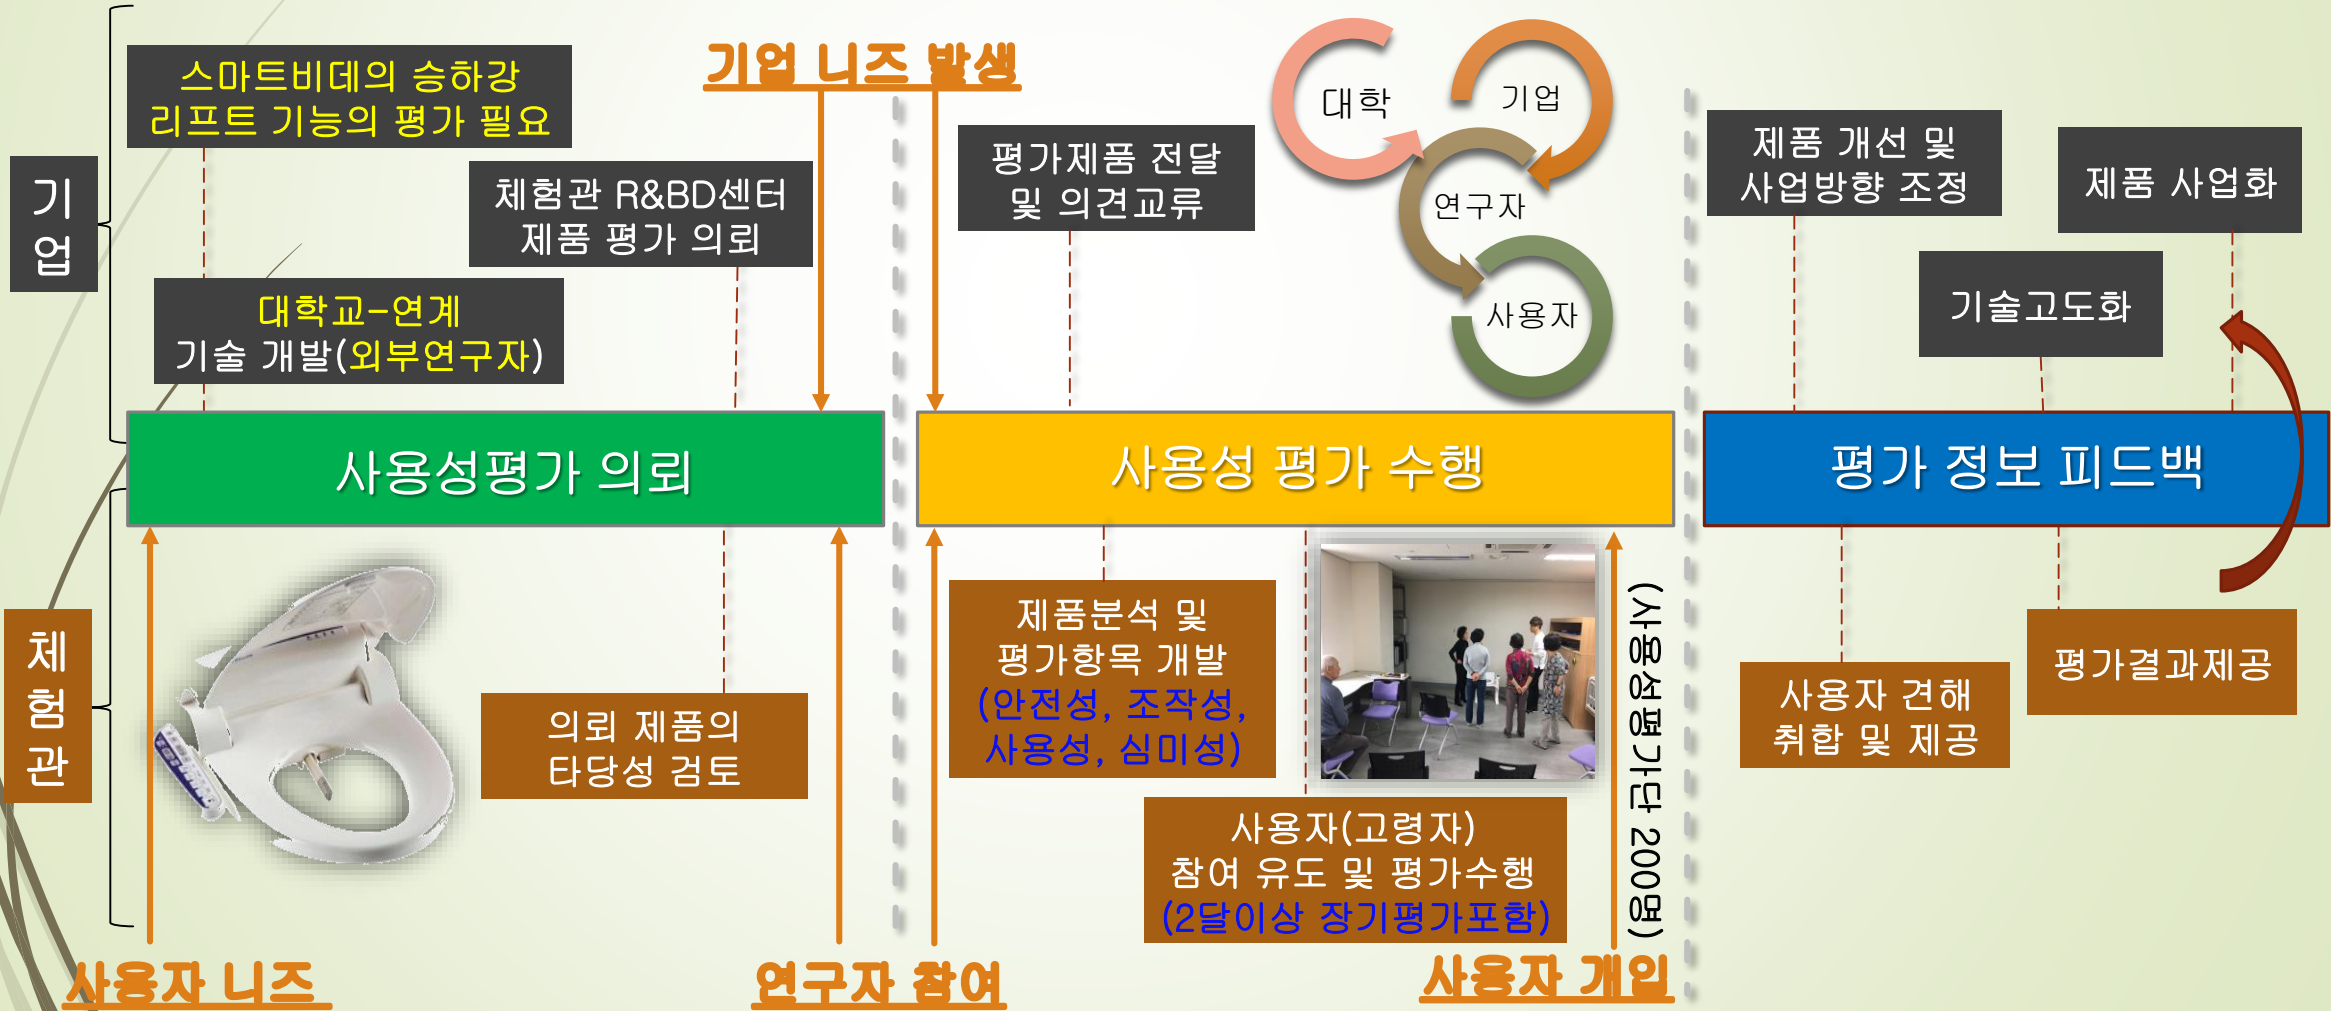 스마트비데의 승하강
리프트 기능의 평가 필요
기업 니즈 발생
대학
기업
연구자
사용자
평가제품 전달
및 의견교류
제품 개선 및
사업방향 조정
제품 사업화
기업
체험관 R&BD센터
제품 평가 의뢰
기술고도화
대학교-연계
기술 개발(외부연구자)
사용성평가 의뢰
사용성 평가 수행
평가 정보 피드백
체험관
의뢰 제품의
타당성 검토
제품분석 및
평가항목 개발
(안전성, 조작성,
사용성, 심미성)
(사용성평가단 200명)
사용자 견해
취합 및 제공
평가결과제공
사용자(고령자)
참여 유도 및 평가수행
(2달이상 장기평가포함)
사용자 니즈
연구자 참여
사용자 개입